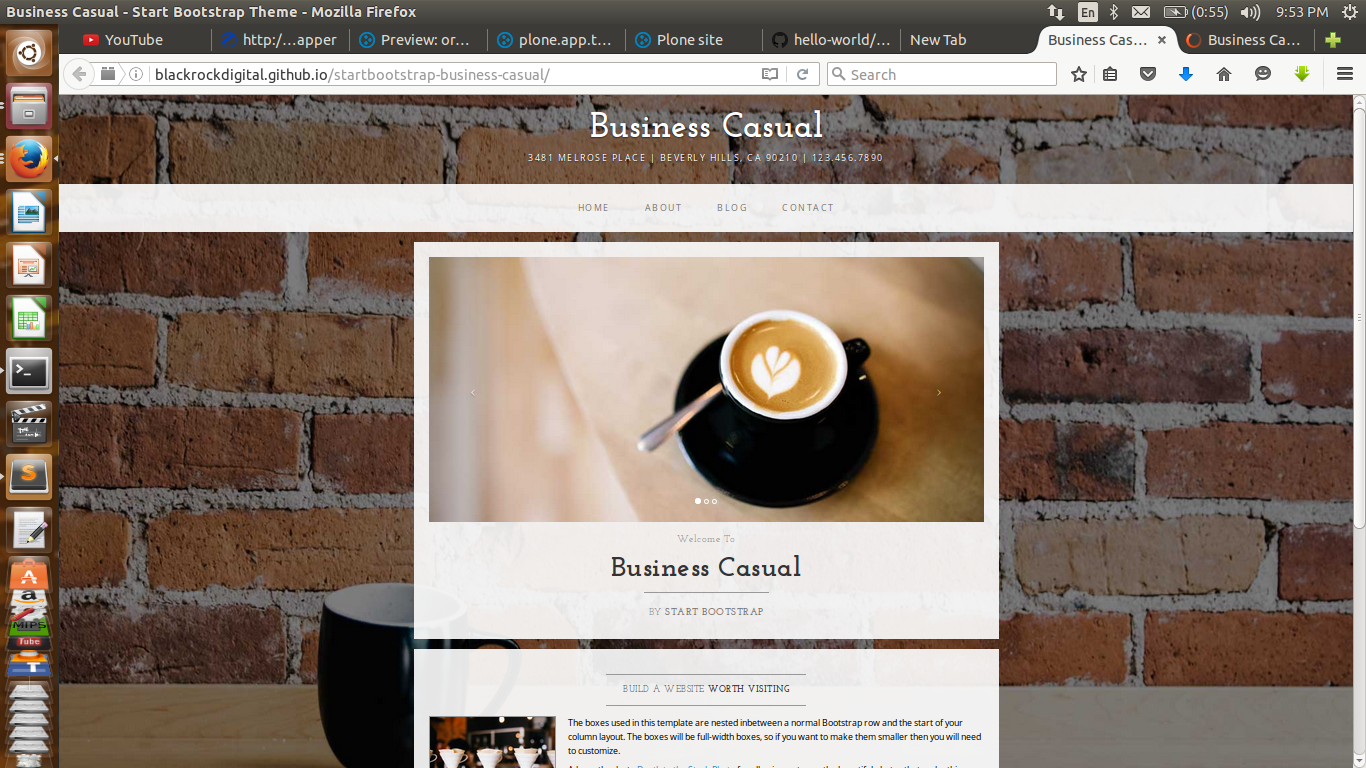 Business Casual - Start Bootstrap Theme - Mozilla Firefox
En (0:55) 9:53 PM
YouTube http:/...apper Preview: or... plone.app.t... Plone site hello-world/... New Tab Business Cas... Business Ca...
blackrockdigital.github.io/startbootstrap-business-casual/ Search
Business Casual
3481 MELROSE PLACE | BEVERLY HILLS, CA 90210 | 123.456.7890
HOME ABOUT BLOG CONTACT
Welcome To
Business Casual
BY START BOOTSTRAP
BUILD A WEBSITE WORTH VISITING
The boxes used in this template are nested inbetween a normal Bootstrap row and the start of your
column layout. The boxes will be full-width boxes, so if you want to make them smaller then you will need
to customize.
MIPS
Tube